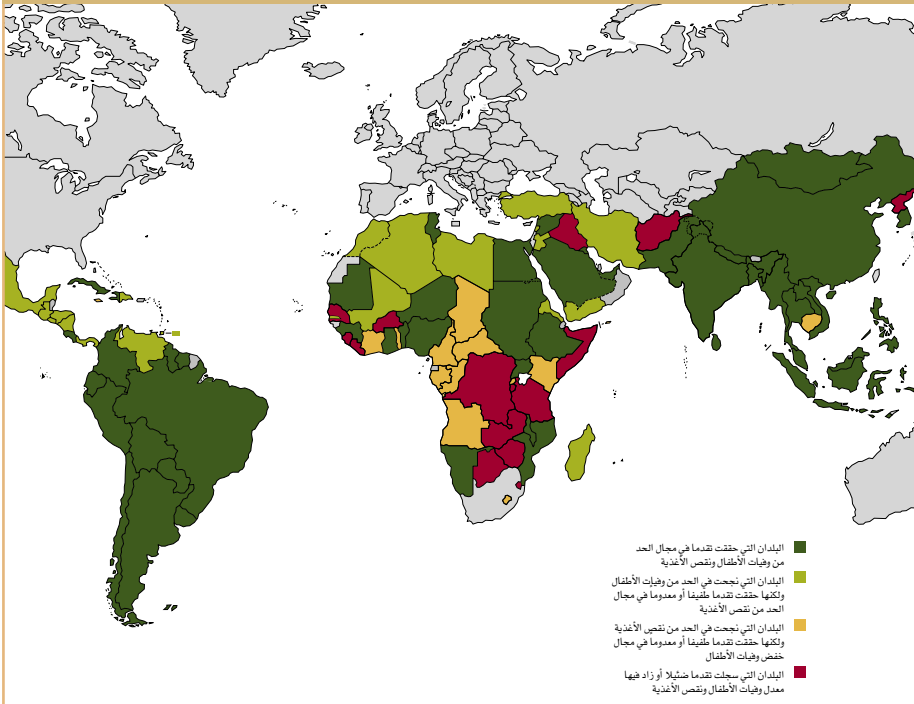 البلدان التي حققت تقدما في مجال الحد
من وفيات الأطفال ونقص الأغذية
البلدان التي نجحت في الحد من وفيات الأطفال
ولكنها حققت تقدما طفيفا أو معدوما في مجال
الحد من نقص الأغذية
البلدان التي نجحت في الحد من نقص الأغذية
ولكنها حققت تقدما طفيفا أو معدوما في مجال
خفض وفيات الأطفال
البلدان التي سجلت تقدما ضئيلا أو زاد فيها
معدل وفيات الأطفال ونقص الأغذية